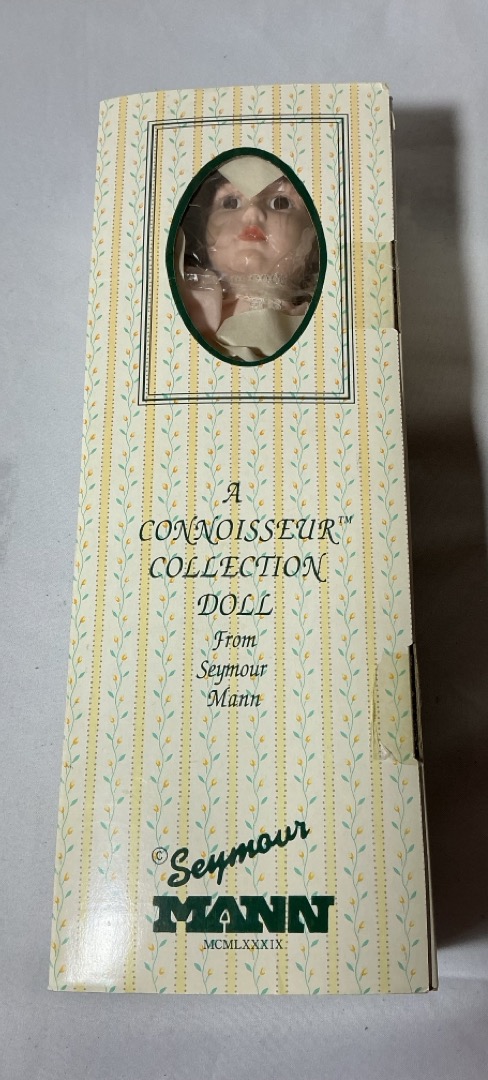 A
CONNOISSEUR™
COLLECTION
DOLL
From
Seymour
Mann
© Seymour
MANN
MCMLXXXIX